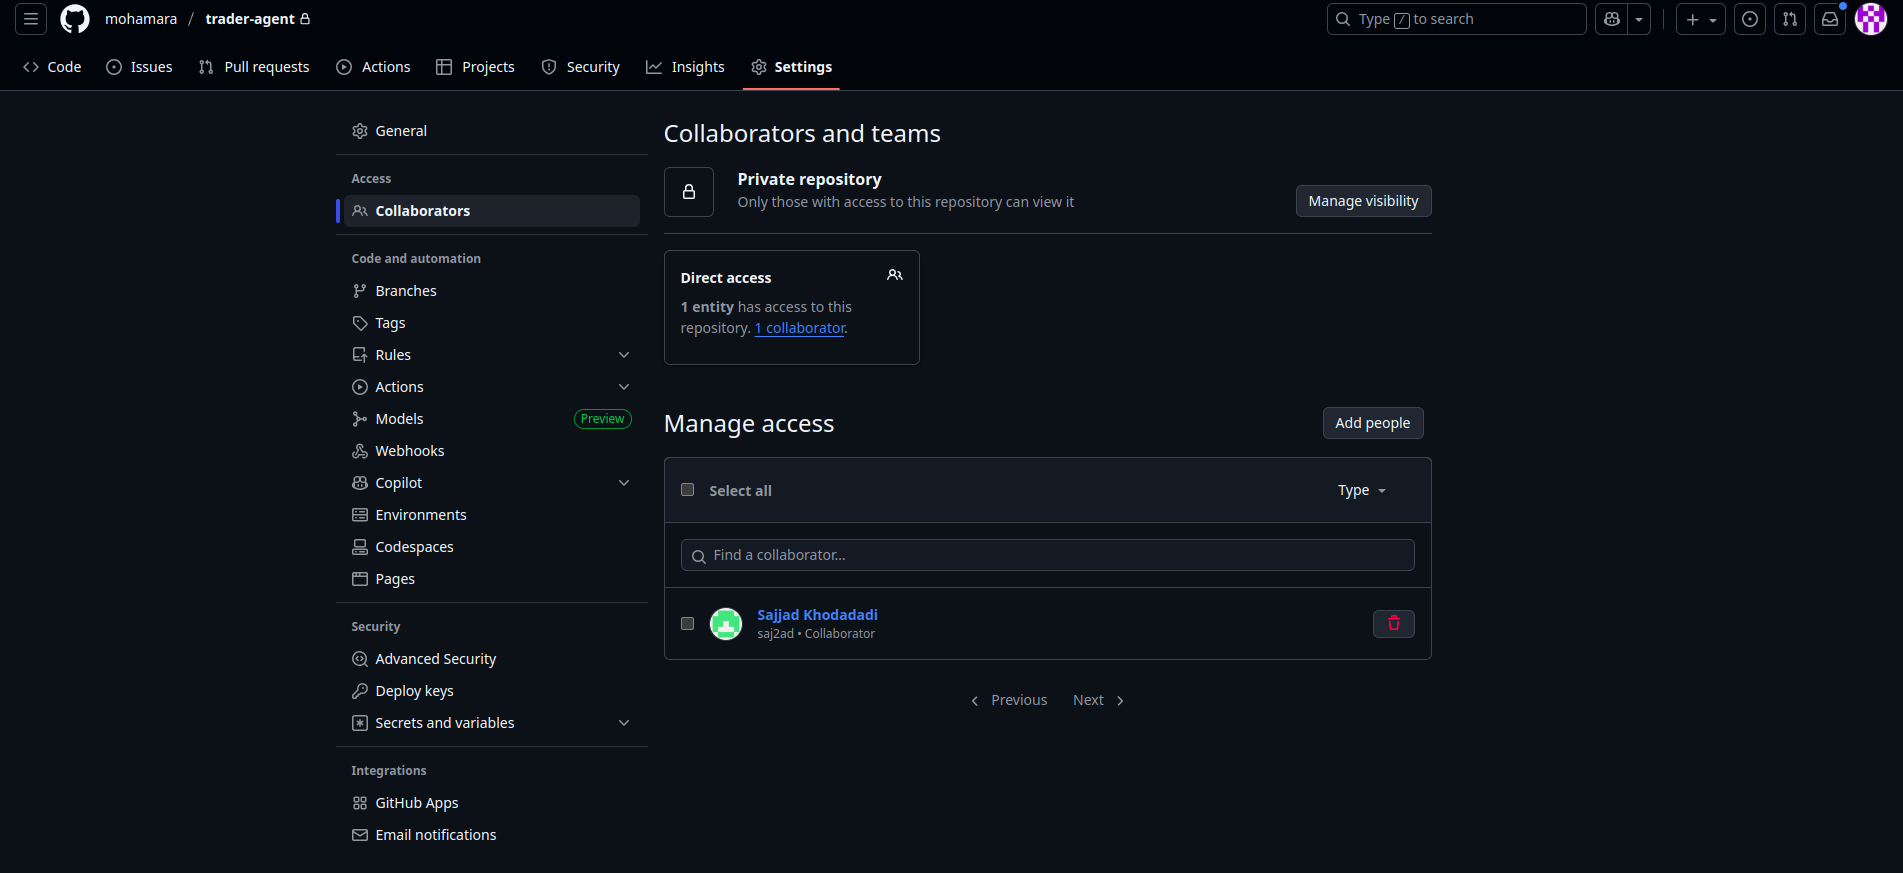 mohamara / trader-agent
Type / to search
Code Issues Pull requests Actions Projects Security Insights Settings
General
Access
Collaborators
Code and automation
Branches
Tags
Rules
Actions
Models Preview
Webhooks
Copilot
Environments
Codespaces
Pages
Security
Advanced Security
Deploy keys
Secrets and variables
Integrations
GitHub Apps
Email notifications
Collaborators and teams
Private repository
Only those with access to this repository can view it
Manage visibility
Direct access
1 entity has access to this
repository. 1 collaborator.
Manage access
Add people
Select all
Type
Find a collaborator...
Sajjad Khodadadi
saj2ad • Collaborator
Previous Next